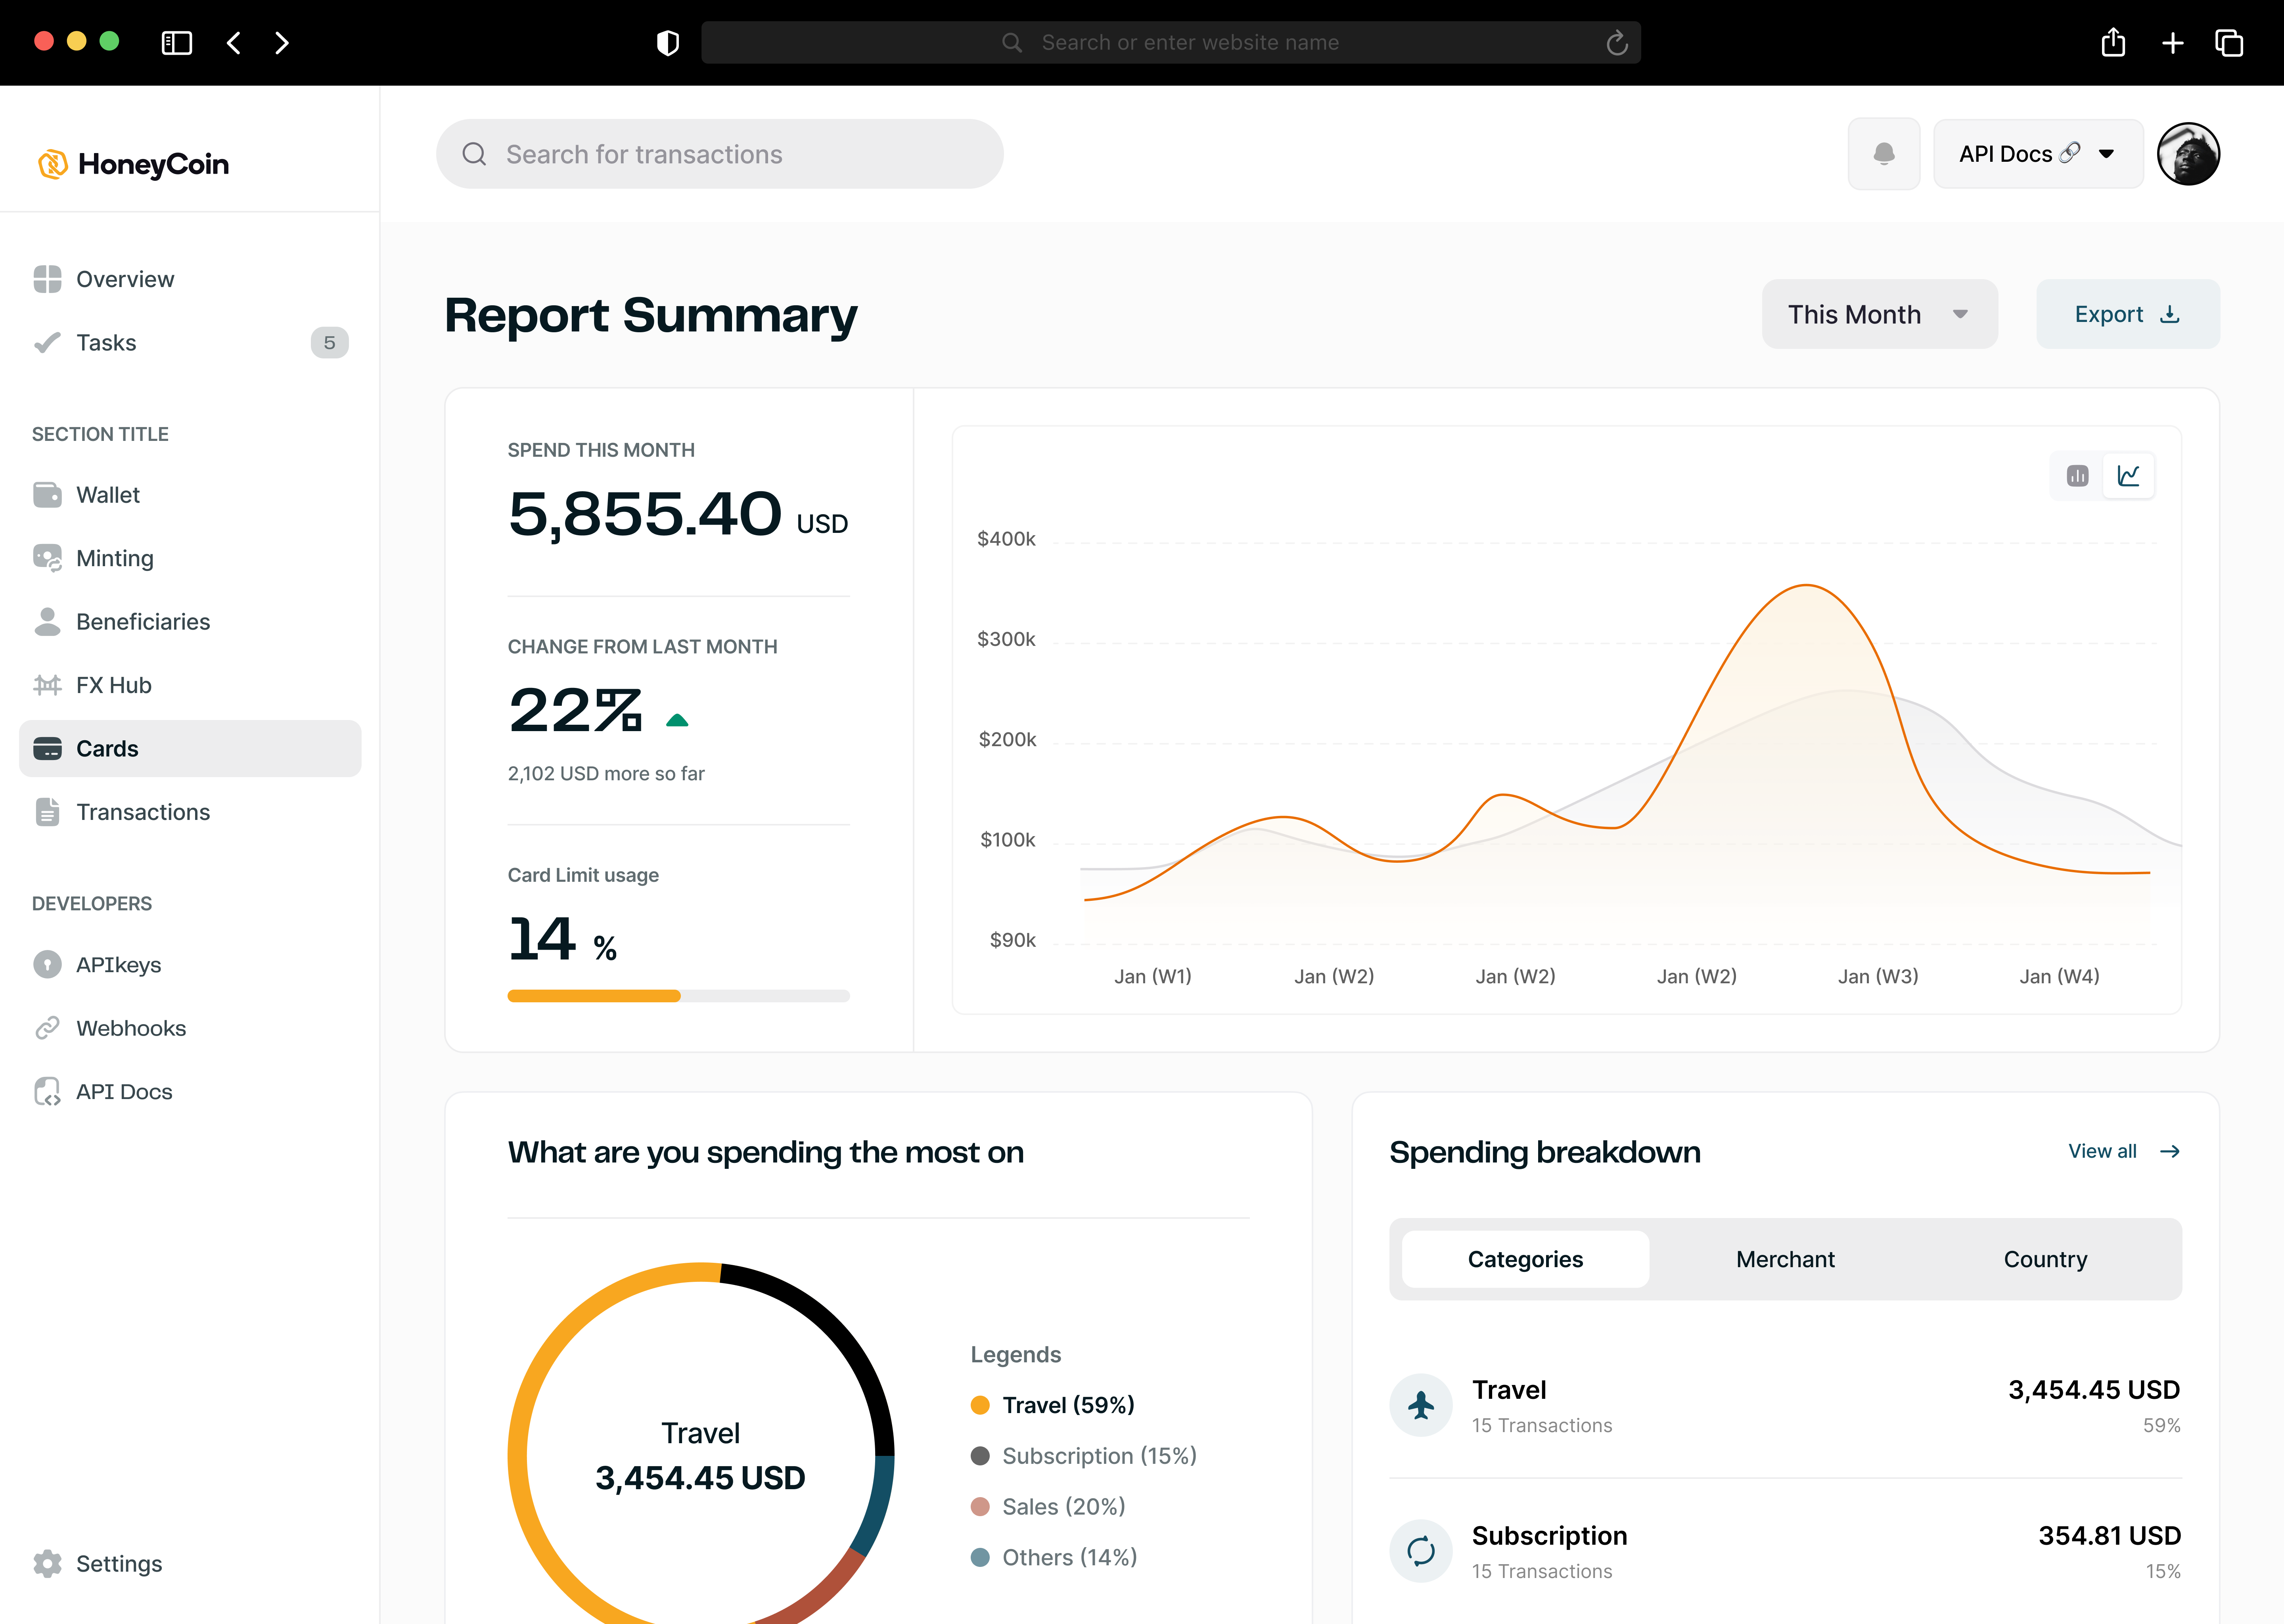 Search or enter website name
HoneyCoin
Search for transactions
API Docs
Overview
Tasks
5
SECTION TITLE
Wallet
Minting
Beneficiaries
FX Hub
Cards
Transactions
DEVELOPERS
APIkeys
Webhooks
API Docs
Settings
Report Summary
This Month
Export
SPEND THIS MONTH
5,855.40 USD
CHANGE FROM LAST MONTH
22%
2,102 USD more so far
Card Limit usage
14 %
$400k
$300k
$200k
$100k
$90k
Jan (W1)
Jan (W2)
Jan (W2)
Jan (W2)
Jan (W3)
Jan (W4)
What are you spending the most on
Travel
3,454.45 USD
Legends
Travel (59%)
Subscription (15%)
Sales (20%)
Others (14%)
Spending breakdown
View all
Categories
Merchant
Country
Travel
3,454.45 USD
15 Transactions
59%
Subscription
354.81 USD
15 Transactions
15%